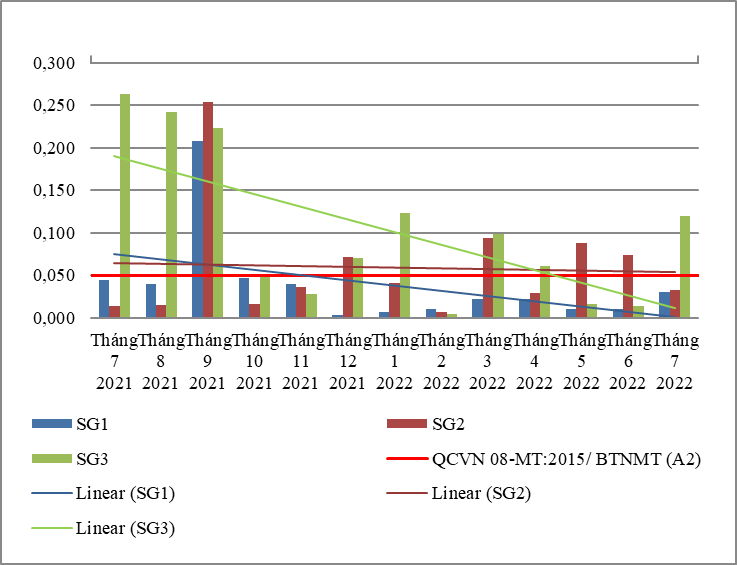 0,300
0,250
0,200
0,150
0,100
0,050
0,000
Tháng Tháng Tháng Tháng Tháng Tháng Tháng Tháng Tháng Tháng Tháng Tháng Tháng
7 8 9 10 11 12 1 2 3 4 5 6 7
2021 2021 2021 2021 2021 2021 2022 2022 2022 2022 2022 2022 2022
SG1 SG2
SG3 QCVN 08-MT:2015/ BTNMT (A2)
Linear (SG1) Linear (SG2)
Linear (SG3)